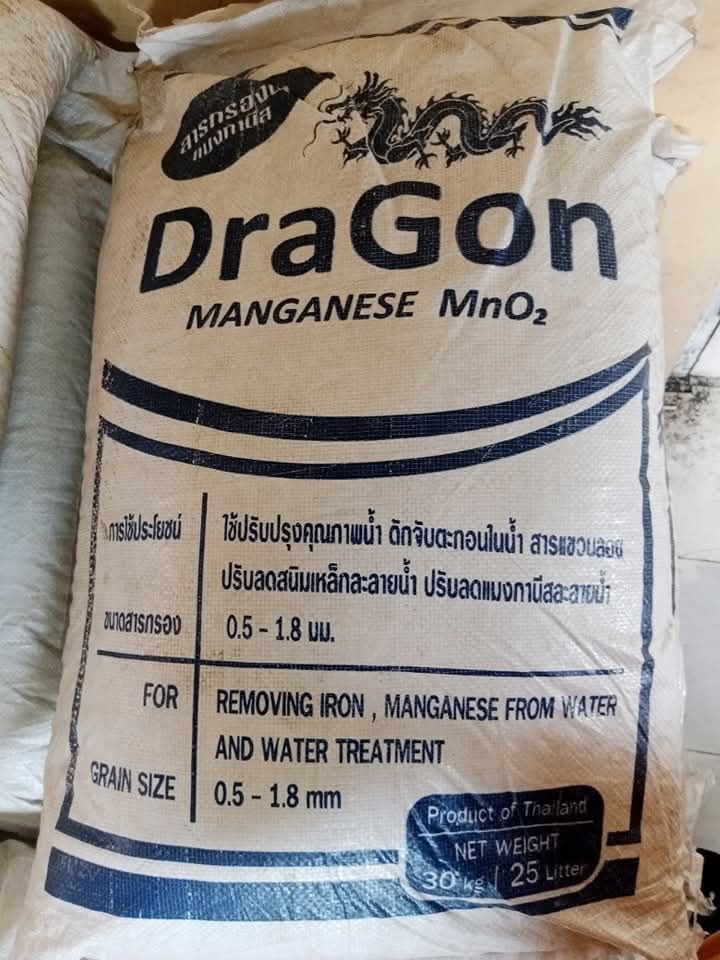 สารกรองน้ำ
แมงกานีส
DraGon
MANGANESE MnO₂
การใช้ประโยชน์
ใช้ปรับปรุงคุณภาพน้ำ ดักจับตะกอนในน้ำ สารแขวนลอย
ปรับลดสนิมเหล็กละลายน้ำ ปรับลดแมงกานีสละลายน้ำ
ขนาดสารกรอง
0.5 - 1.8 มม.
FOR
REMOVING IRON , MANGANESE FROM WATER
AND WATER TREATMENT
GRAIN SIZE
0.5 - 1.8 mm
Product of Thailand
NET WEIGHT
30 kg | 25 Litter